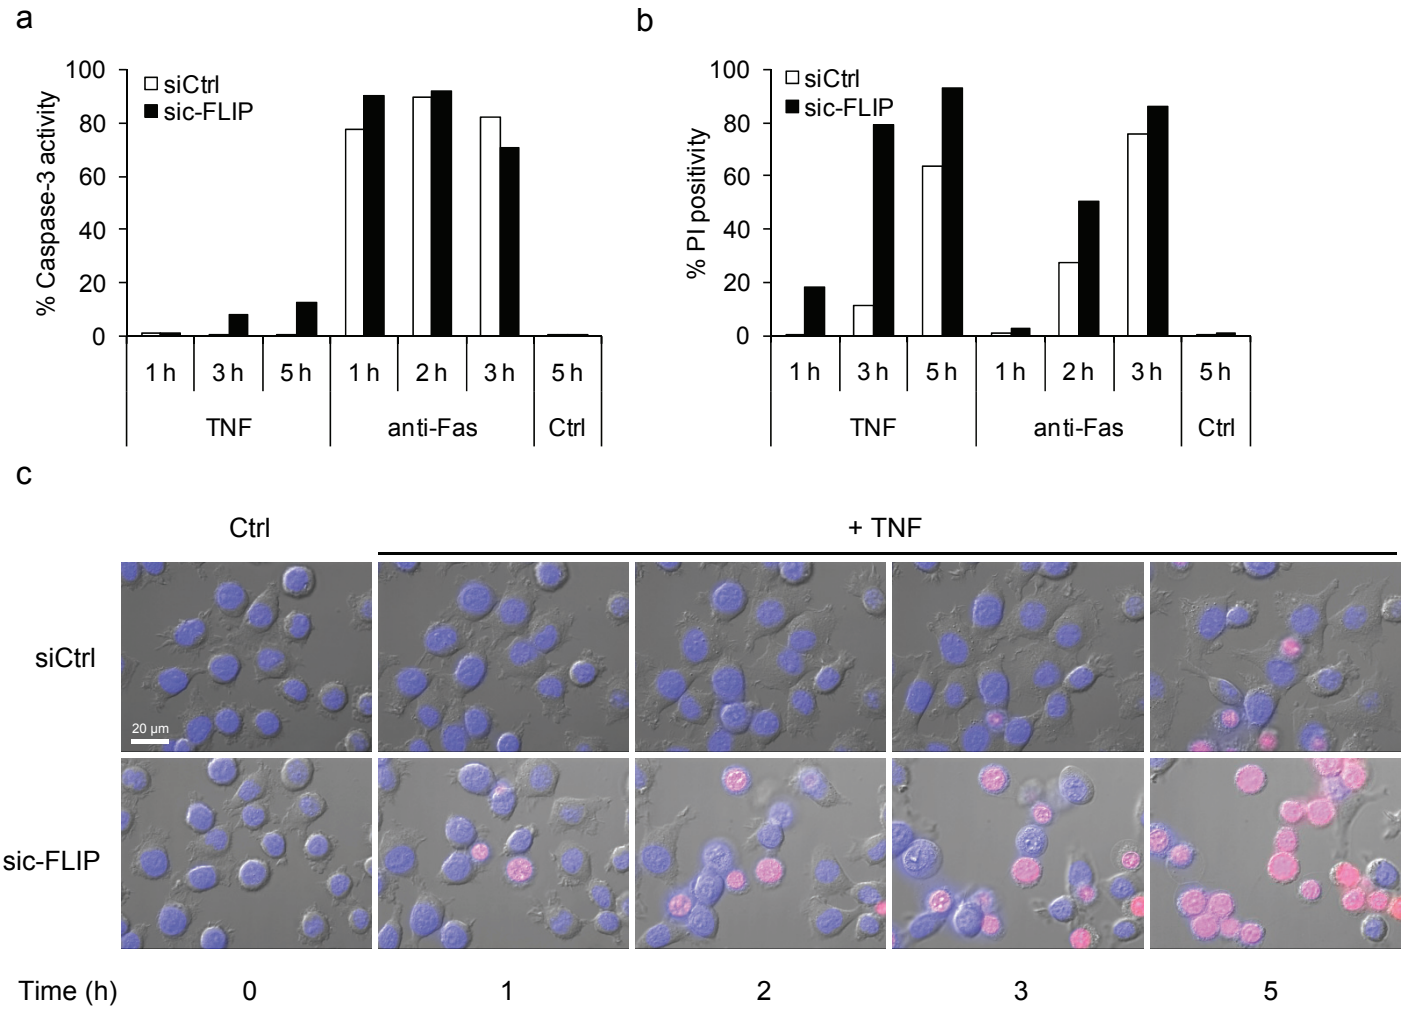 a
100
80
60
40
20
0
% Caspase-3 activity
siCtrl
sic-FLIP
1 h 3 h 5 h 1 h 2 h 3 h 5 h
TNF anti-Fas Ctrl
b
100
80
60
40
20
0
% PI positivity
siCtrl
sic-FLIP
1 h 3 h 5 h 1 h 2 h 3 h 5 h
TNF anti-Fas Ctrl
c
Ctrl + TNF
siCtrl
20 µm
sic-FLIP
Time (h) 0 1 2 3 5